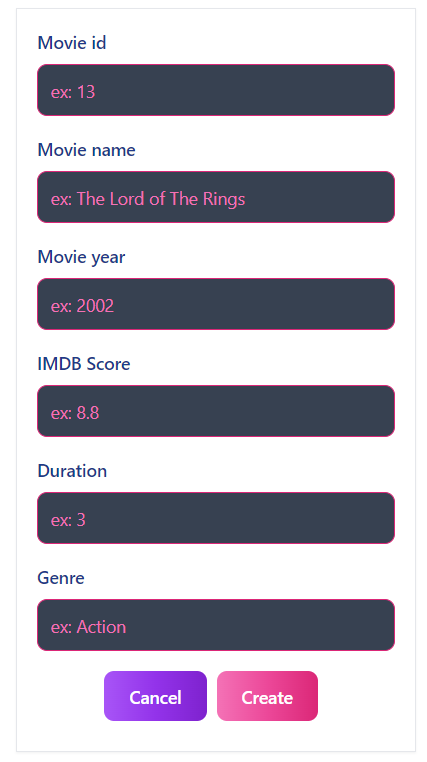 Movie id
ex: 13
Movie name
ex: The Lord of The Rings
Movie year
ex: 2002
IMDB Score
ex: 8.8
Duration
ex: 3
Genre
ex: Action
Cancel Create